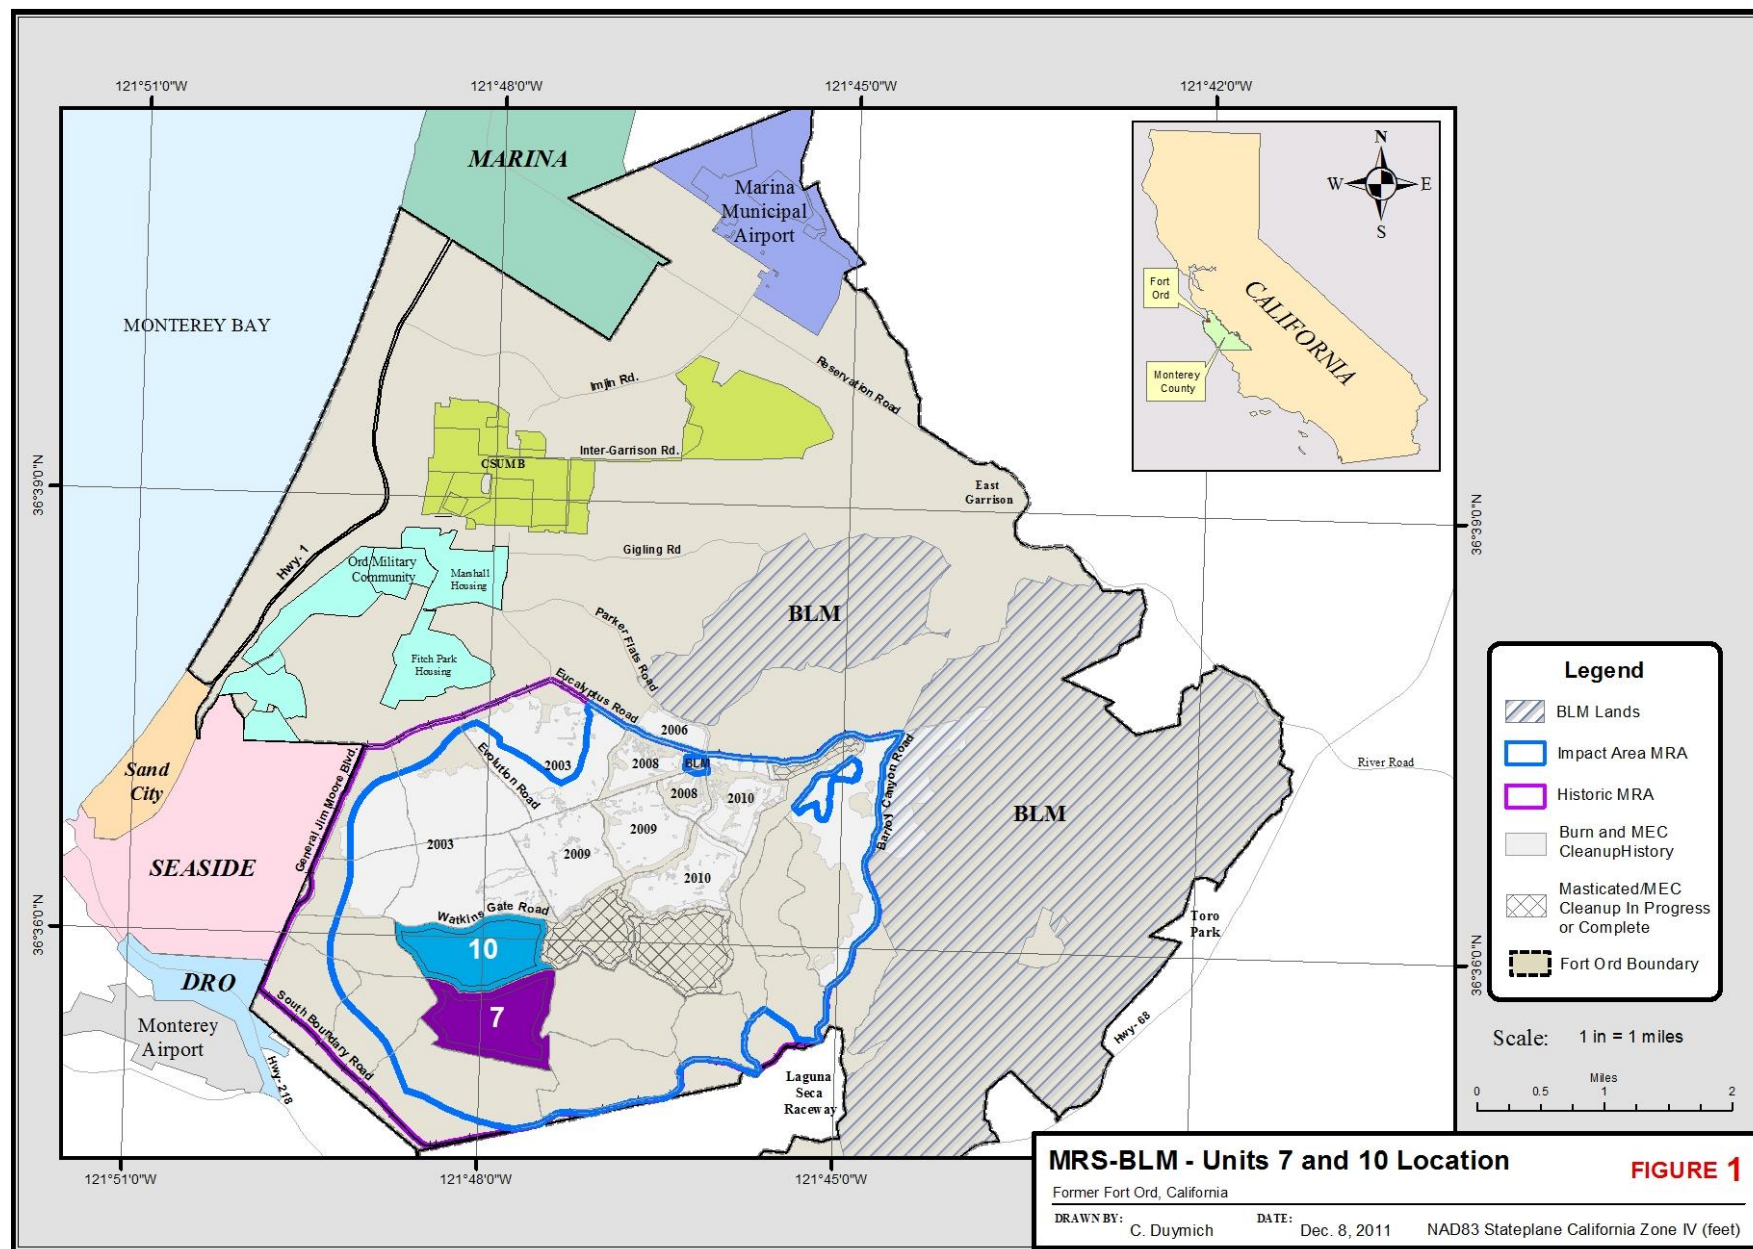 121°51'0"W
121°48'0"W
121°45'0"W
121°42'0"W
MARINA
Marina
Municipal
Airport
MONTEREY BAY
N
W
E
S
Fort
Ord
CALIFORNIA
Monterey
County
Imjin Rd.
Reservation Road
CSUMB
Inter-Garrison Rd.
East
Garrison
36°39'0"N
36°39'0"N
Hwy. 1
Ord Military
Community
Marshall
Housing
Gigling Rd
Parker Flats Road
BLM
Fitch Park
Housing
Eucalyptus Road
2006
Sand
City
General Jim Moore Blvd.
Evolution Road
2003
2008
BLM
2008
2010
Barloy Canyon Road
BLM
River Road
SEASIDE
2003
2009
2009
2010
Watkins Gate Road
10
7
Toro
Park
36°36'0"N
36°36'0"N
DRO
Monterey
Airport
South Boundary Road
Hwy- 218
Hwy- 68
Laguna
Seca
Raceway
121°51'0"W
121°48'0"W
121°45'0"W
Legend
BLM Lands
Impact Area MRA
Historic MRA
Burn and MEC
CleanupHistory
Masticated/MEC
Cleanup In Progress
or Complete
Fort Ord Boundary
Scale: 1 in = 1 miles
Miles
0 0.5 1 2
MRS-BLM - Units 7 and 10 Location
FIGURE 1
Former Fort Ord, California
DRAWN BY: C. Duymich DATE: Dec. 8, 2011 NAD83 Stateplane California Zone IV (feet)